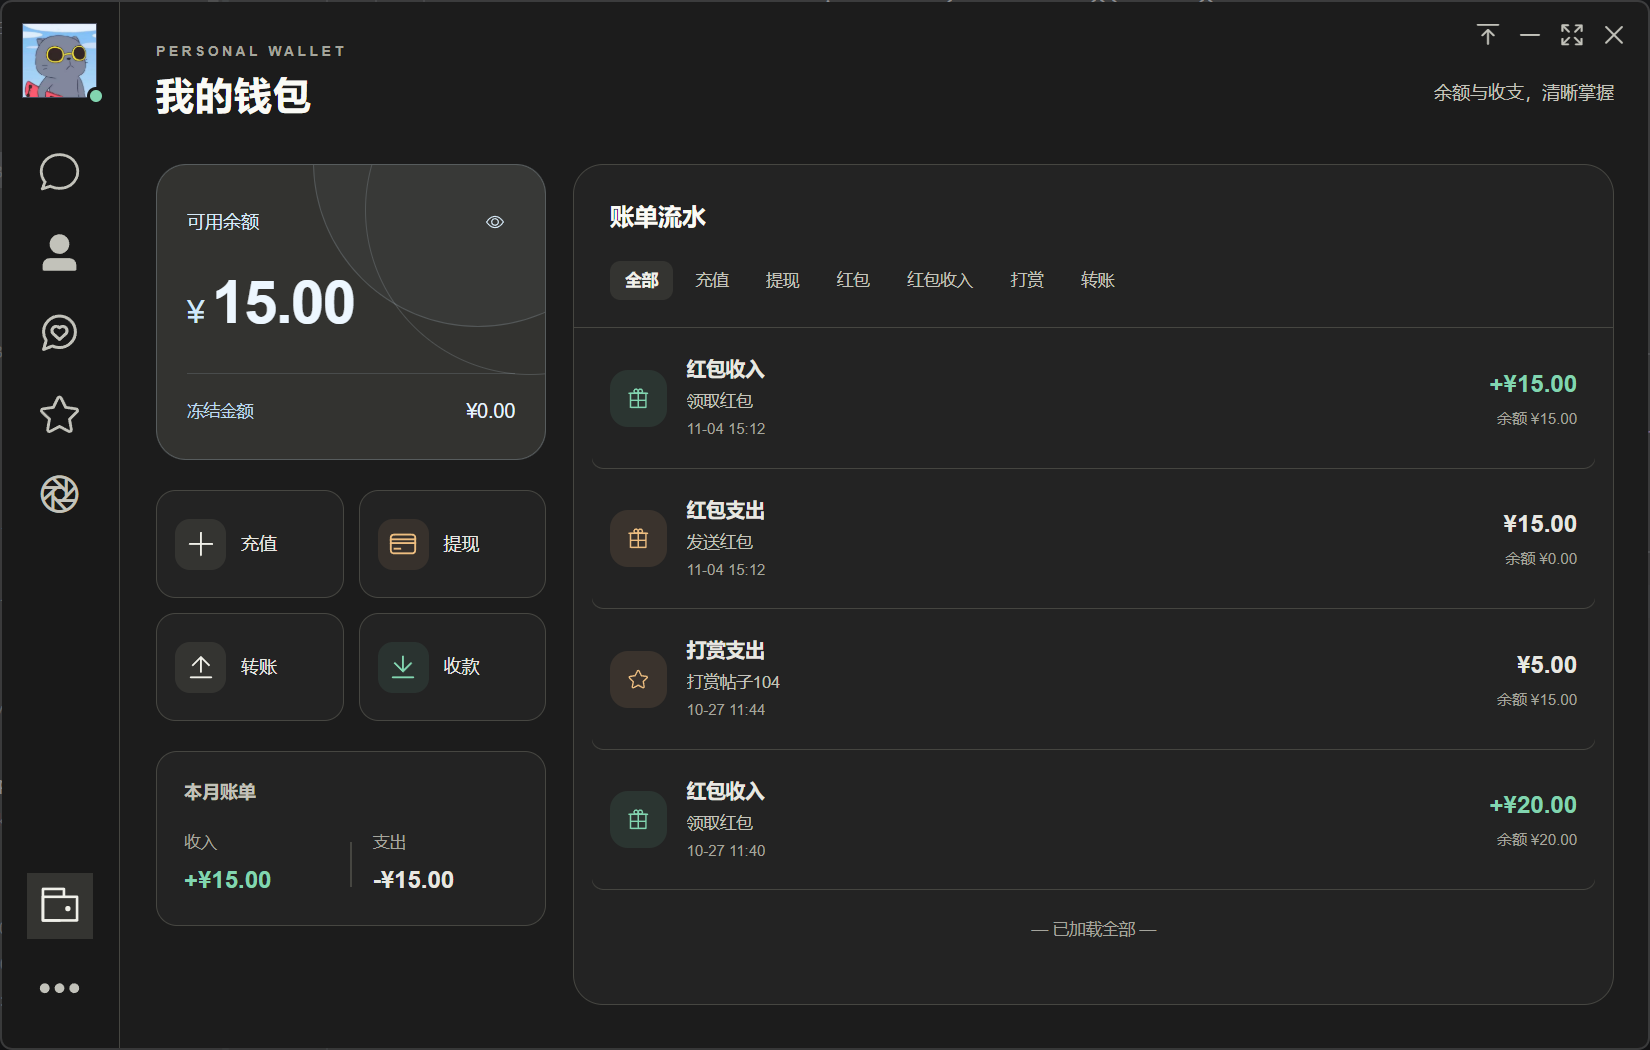 PERSONAL WALLET
我的钱包
余额与收支，清晰掌握
可用余额
¥ 15.00
冻结金额 ¥0.00
充值
提现
转账
收款
本月账单
收入 支出
+¥15.00 -¥15.00
账单流水
全部 充值 提现 红包 红包收入 打赏 转账
红包收入
领取红包
11-04 15:12
+¥15.00
余额 ¥15.00
红包支出
发送红包
11-04 15:12
¥15.00
余额 ¥0.00
打赏支出
打赏帖子104
10-27 11:44
¥5.00
余额 ¥15.00
红包收入
领取红包
10-27 11:40
+¥20.00
余额 ¥20.00
— 已加载全部 —